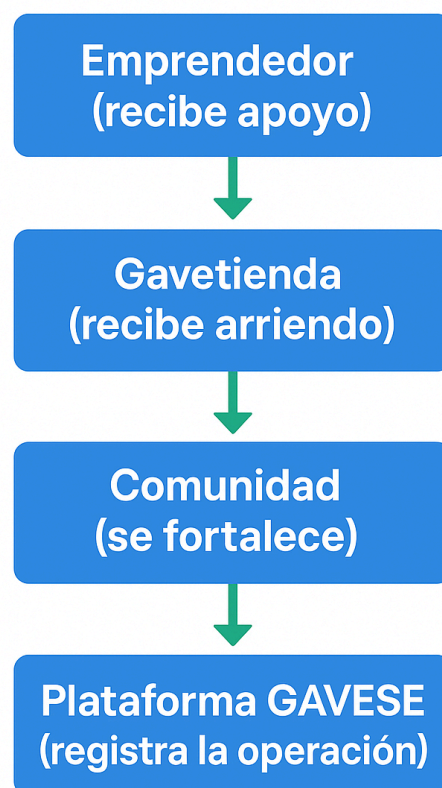 Emprendedor
(recibe apoyo)
Gavetienda
(recibe arriendo)
Comunidad
(se fortalece)
Plataforma GAVESE
(registra la operación)